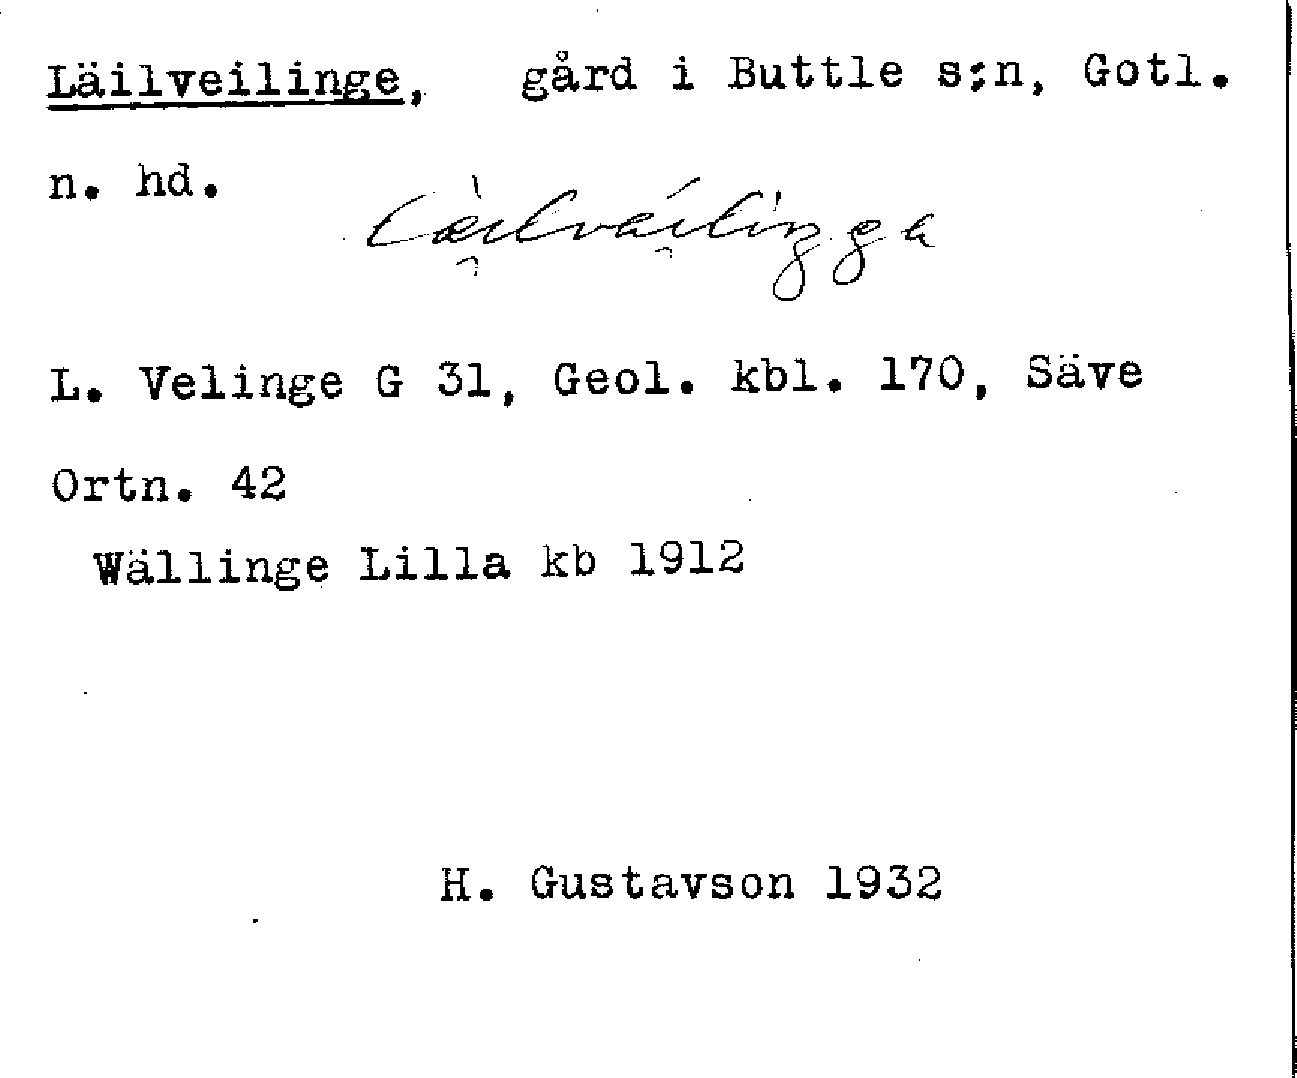 Läilveilinge, gård i Buttle s:n, Gotl.
n. hd.
L. Velinge G 31, Geol. kbl. 170, Säve
Ortn. 42
Wällinge Lilla kb 1912
H. Gustavson 1932